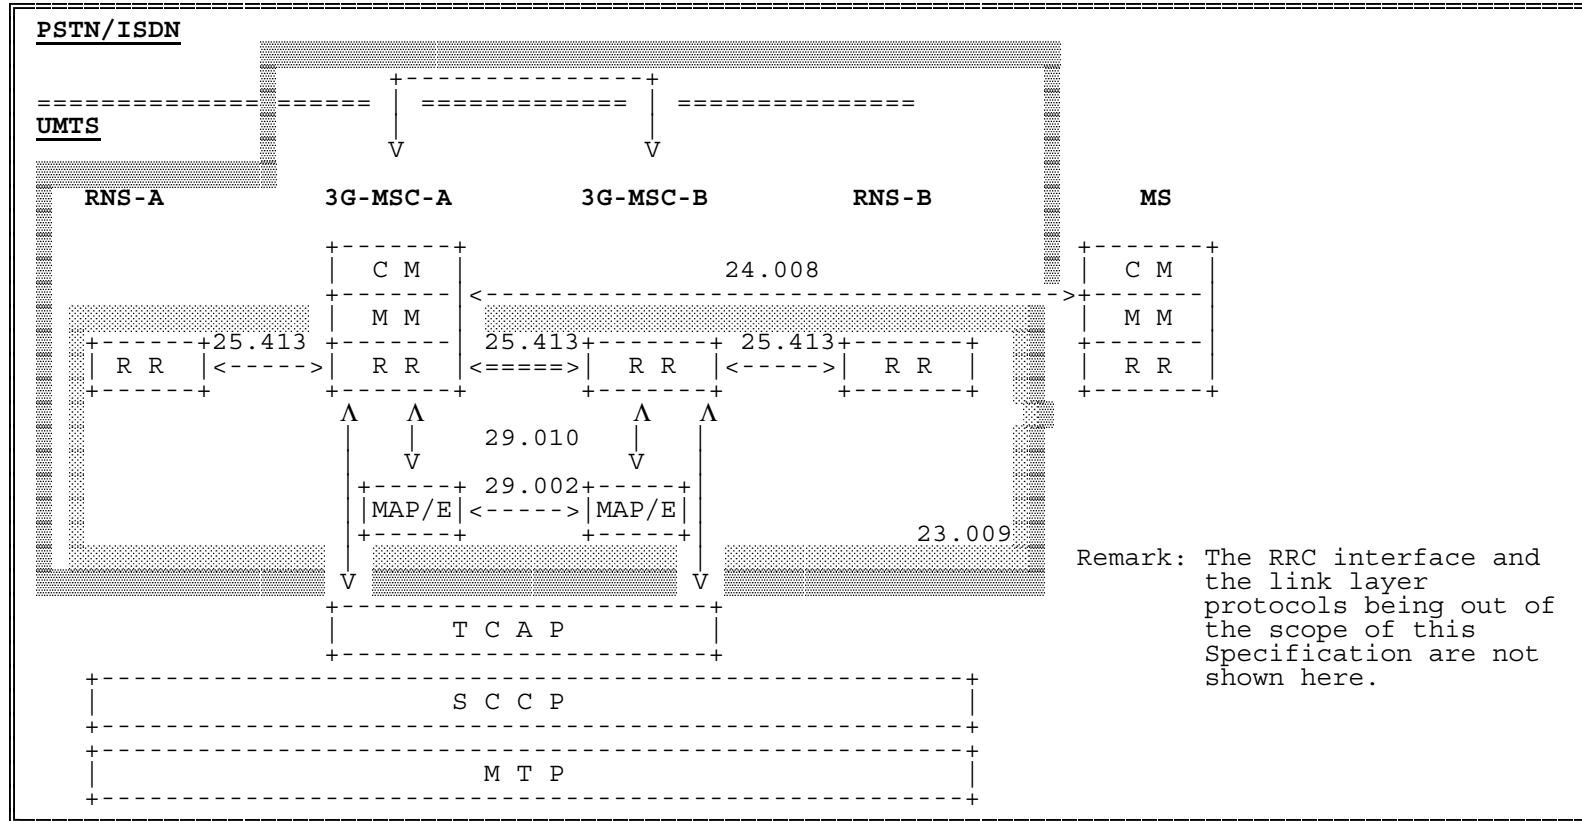 PSTN/ISDN
UMTS
RNS-A 3G-MSC-A 3G-MSC-B RNS-B MS
C M 24.008 C M
M M M M
25.413 25.413 25.413
R R R R R R R R R R
29.010
29.002
MAP/E MAP/E
23.009
Remark: The RRC interface and
the link layer
protocols being out of
the scope of this
Specification are not
shown here.
T C A P
S C C P
M T P